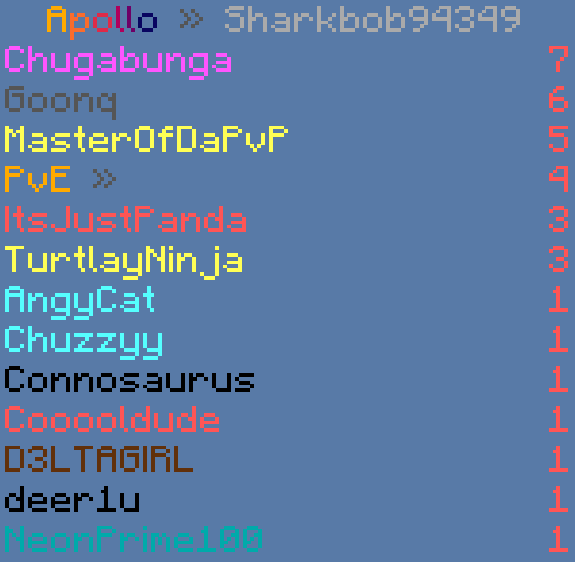 Apollo » Sharkbob94349
Chugabunga 7
Goonq 6
MasterOfDaPvP 5
PvE » 4
ItsJustPanda 3
TurtlayNinja 3
AngyCat 1
Chuzzyy 1
Connosaurus 1
Cooooldude 1
D3LTAGIRL 1
deer1u 1
NeonPrime100 1